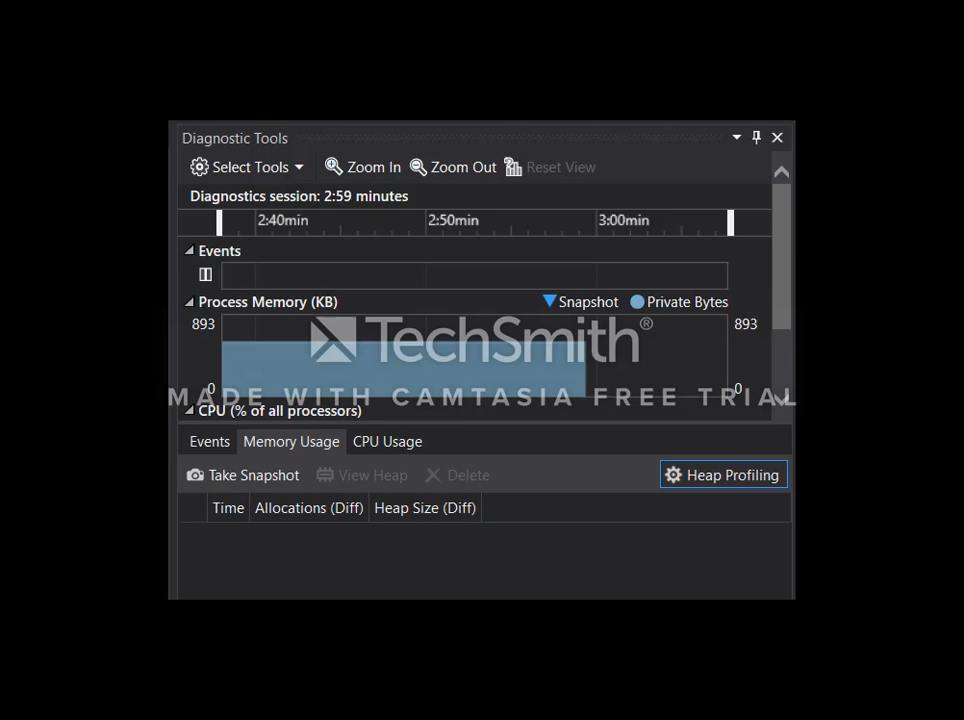 Diagnostic Tools
Select Tools Zoom In Zoom Out Reset View
Diagnostics session: 2:59 minutes
2:40min 2:50min 3:00min
Events
Process Memory (KB) Snapshot Private Bytes
893 893
TechSmith®
0 0
MADE WITH CAMTASIA FREE TRIAL
CPU (% of all processors)
Events Memory Usage CPU Usage
Take Snapshot View Heap Delete Heap Profiling
Time Allocations (Diff) Heap Size (Diff)